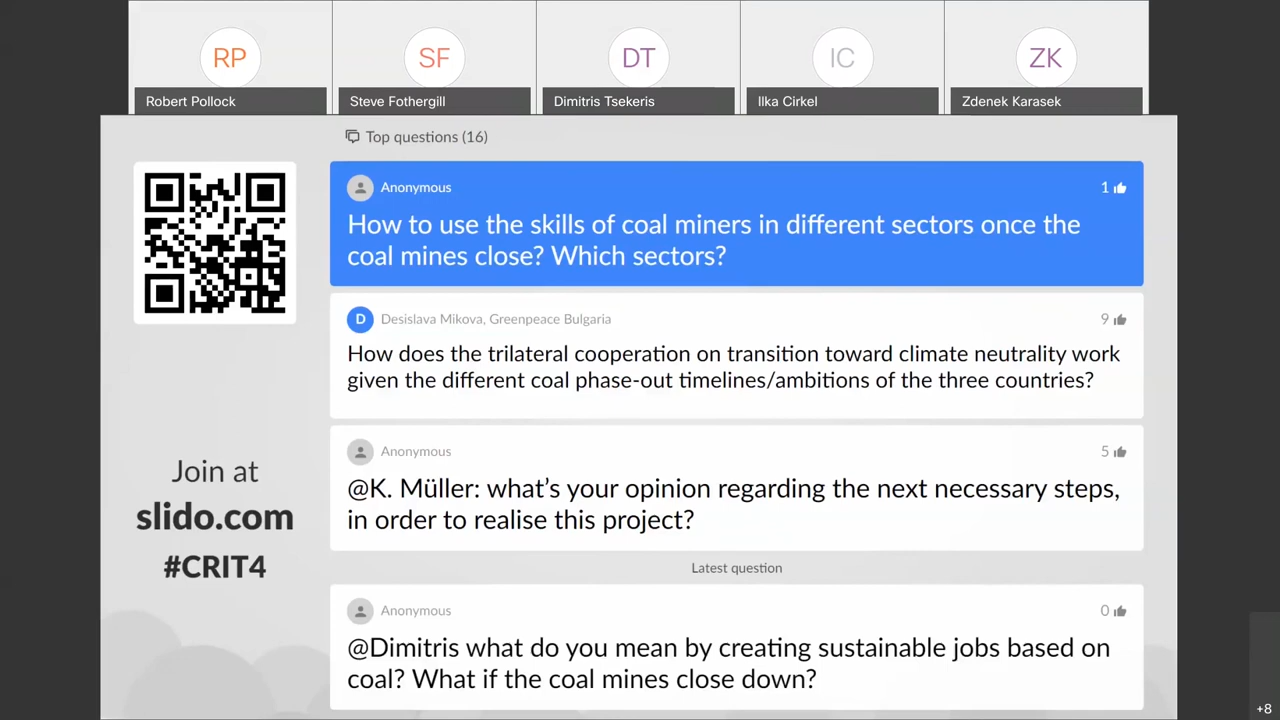 RP
SF
DT
IC
ZK
Robert Pollock
Steve Fothergill
Dimitris Tsekeris
Ilka Cirkel
Zdenek Karasek
Top questions (16)
Anonymous
1
How to use the skills of coal miners in different sectors once the
coal mines close? Which sectors?
D
Desislava Mikova, Greenpeace Bulgaria
9
How does the trilateral cooperation on transition toward climate neutrality work
given the different coal phase-out timelines/ambitions of the three countries?
Anonymous
5
@K. Müller: what’s your opinion regarding the next necessary steps,
in order to realise this project?
Join at
slido.com
#CRIT4
Latest question
Anonymous
0
@Dimitris what do you mean by creating sustainable jobs based on
coal? What if the coal mines close down?
+8